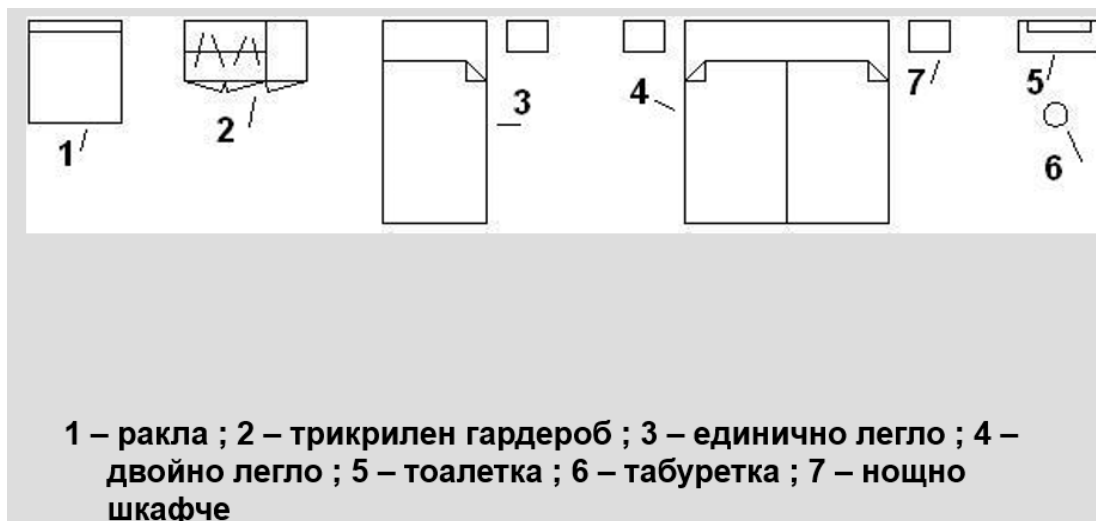 1
2
3
4
5
6
7
1 – ракла ; 2 – трикрилен гардероб ; 3 – единично легло ; 4 –
двойно легло ; 5 – тоалетка ; 6 – табуретка ; 7 – нощно
шкафче